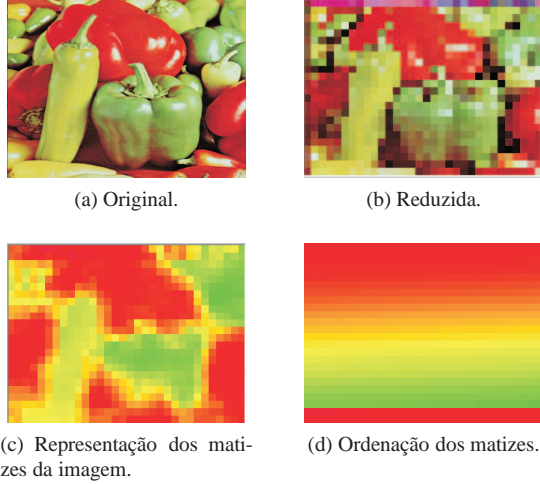 (a) Original.
(b) Reduzida.
(c) Representação dos mati-
zes da imagem.
(d) Ordenação dos matizes.